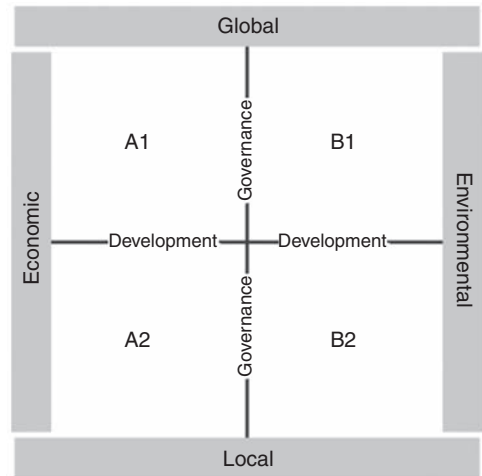 Global
A1
Governance
B1
Economic
Development
Development
Environmental
A2
Governance
B2
Local